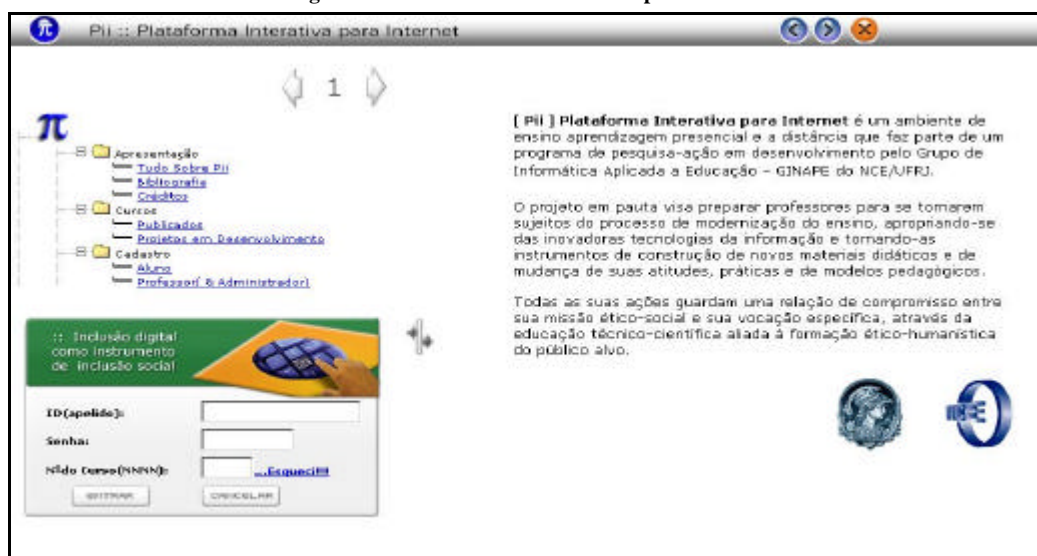 π Pii :: Plataforma Interativa para Internet
1
π
Apresentação
Tudo Sobre Pii
Bibliografia
Créditos
Cursos
Publicados
Projetos em Desenvolvimento
Cadastro
Aluno
Professor( & Administrador)
:: Inclusão digital
como instrumento
de inclusão social
ID(apelido):
Senha:
Nºdo Curso(NNNN):
...Esqueci!!!
ENTRAR CANCELAR
[ Pii ] Plataforma Interativa para Internet é um ambiente de
ensino aprendizagem presencial e a distância que faz parte de um
programa de pesquisa-ação em desenvolvimento pelo Grupo de
Informática Aplicada a Educação - GINAPE do NCE/UFRJ.
O projeto em pauta visa preparar professores para se tornarem
sujeitos do processo de modernização do ensino, apropriando-se
das inovadoras tecnologias da informação e tornando-as
instrumentos de construção de novos materiais didáticos e de
mudança de suas atitudes, práticas e de modelos pedagógicos.
Todas as suas ações guardam uma relação de compromisso entre
sua missão ético-social e sua vocação específica, através da
educação técnico-científica aliada à formação ético-humanística
do público alvo.
NCE